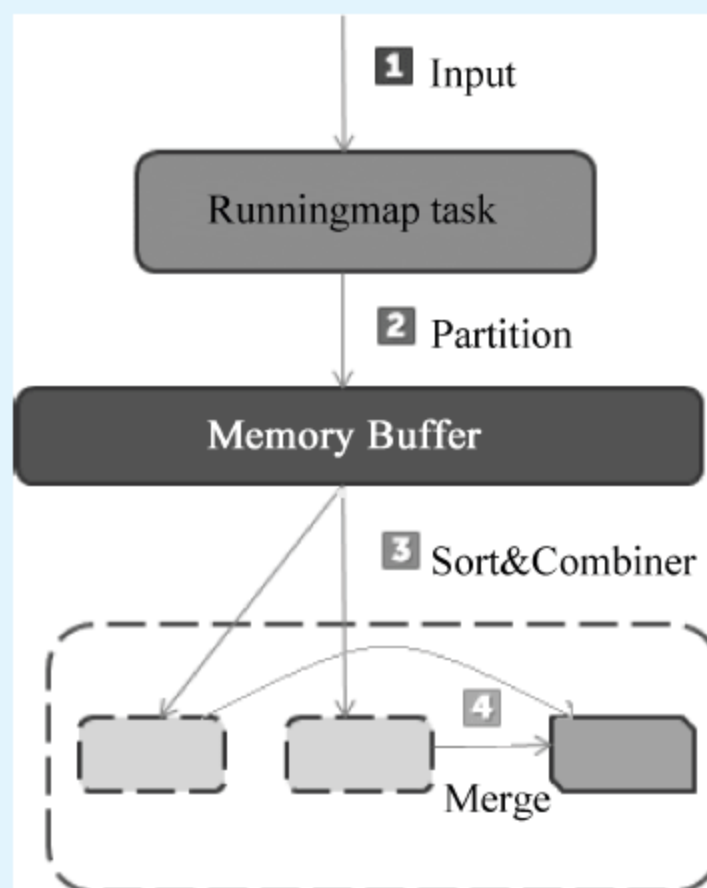 1 Input
Runningmap task
2 Partition
Memory Buffer
3 Sort&Combiner
4
Merge